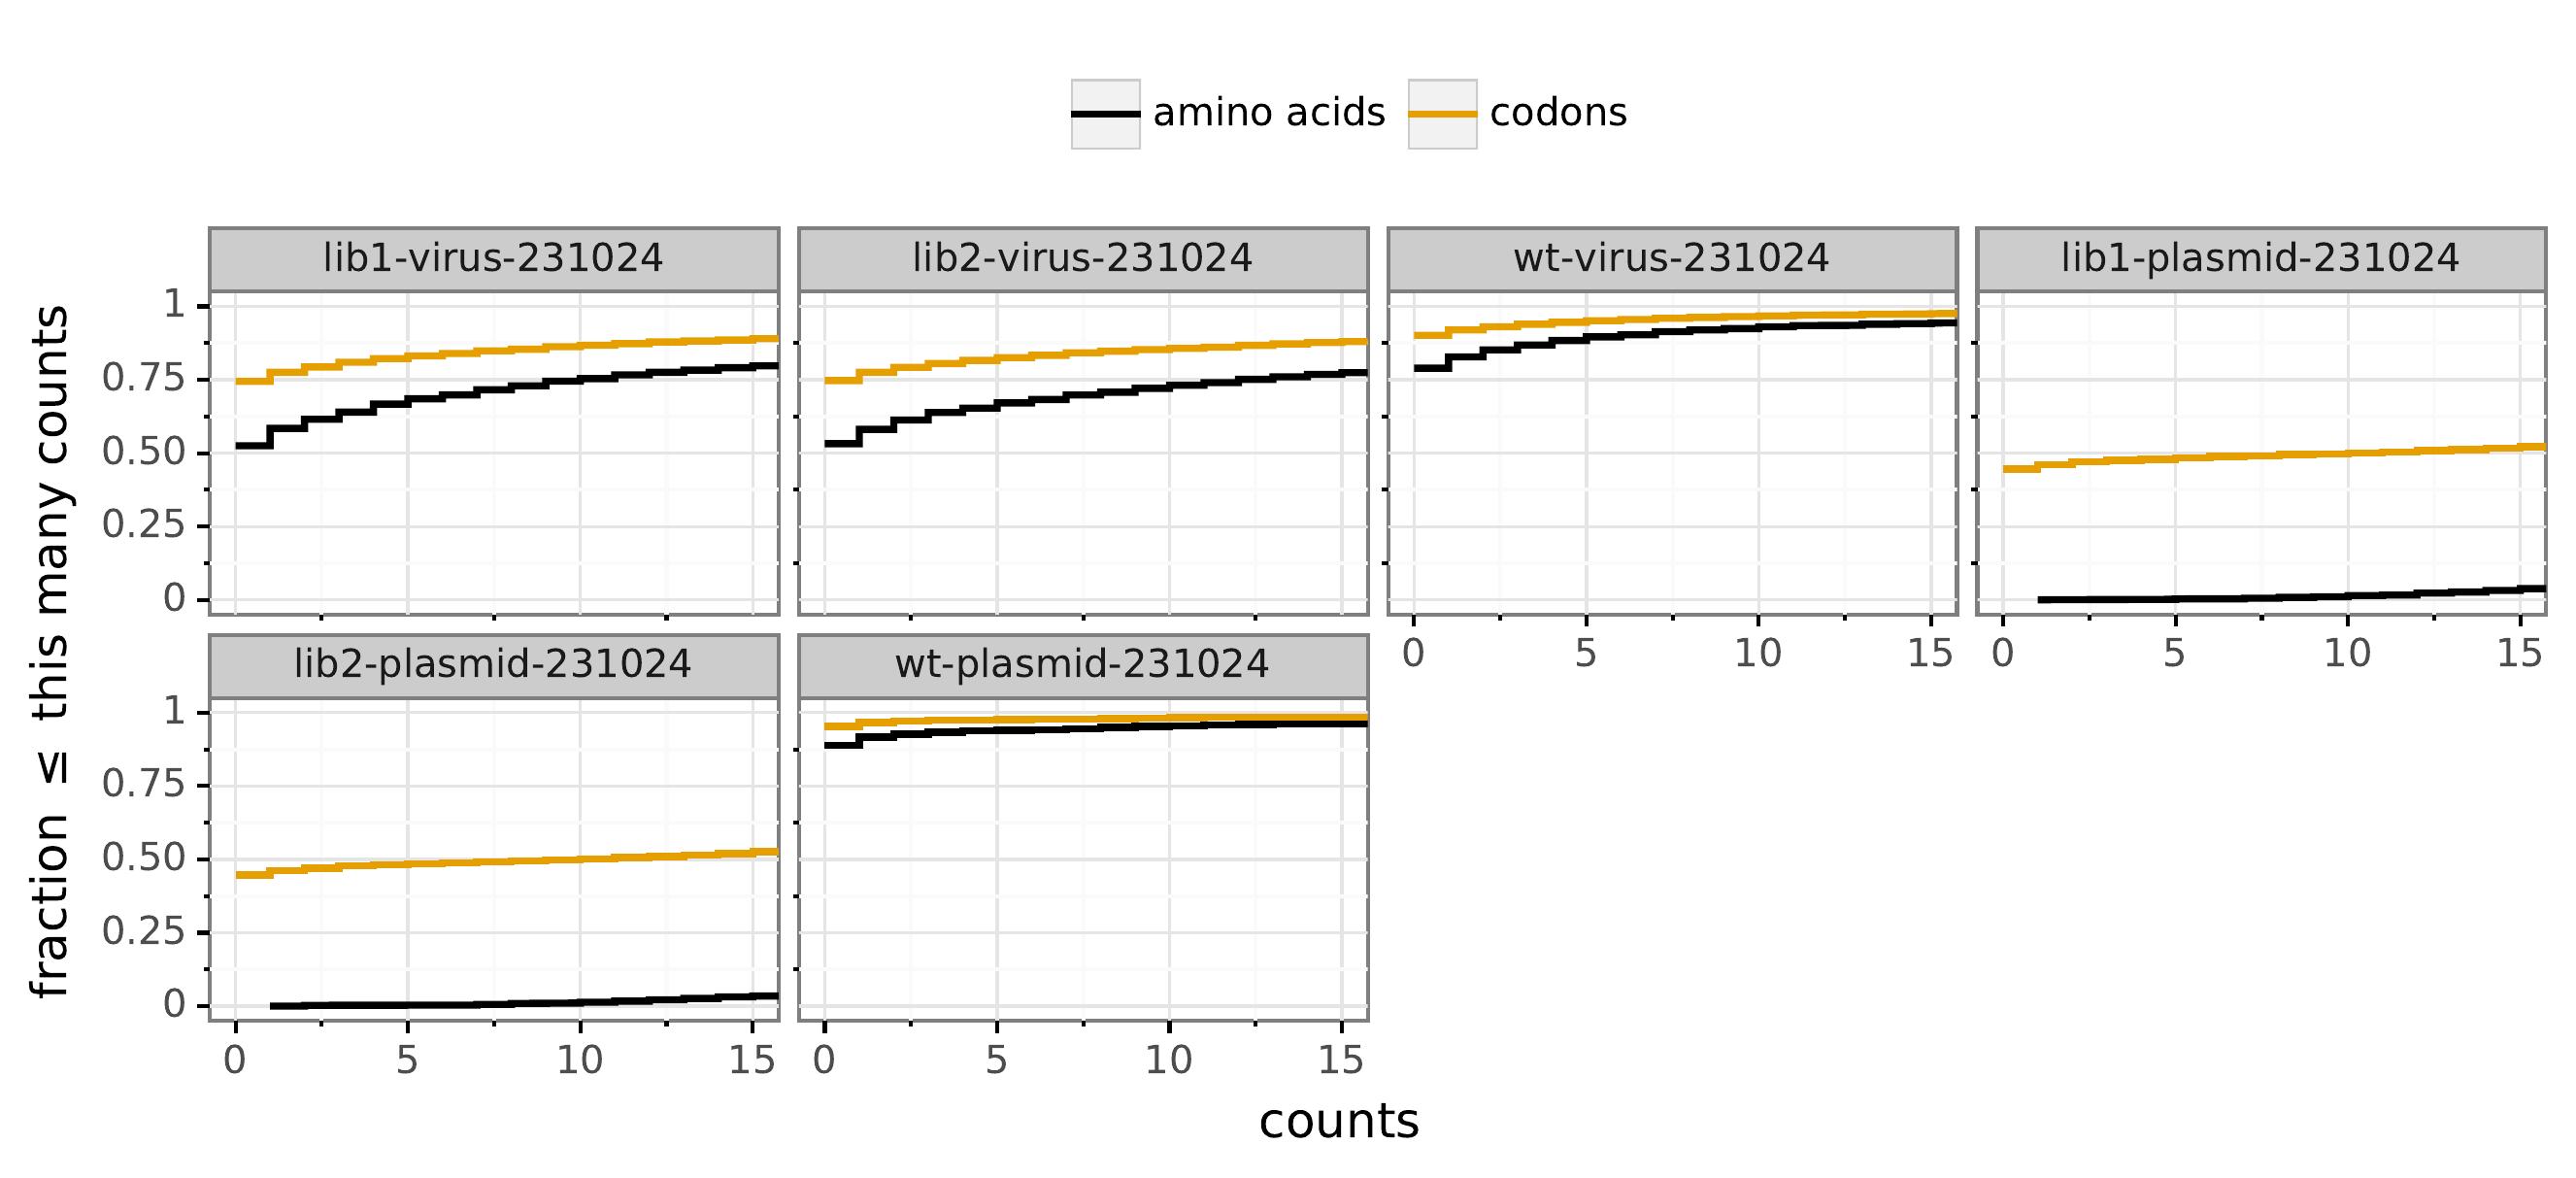 amino acids codons
lib1-virus-231024 lib2-virus-231024 wt-virus-231024 lib1-plasmid-231024
fraction ≤ this many counts
1
0.75
0.50
0.25
0
0 5 10 15 0 5 10 15
lib2-plasmid-231024 wt-plasmid-231024
1
0.75
0.50
0.25
0
0 5 10 15 0 5 10 15
counts